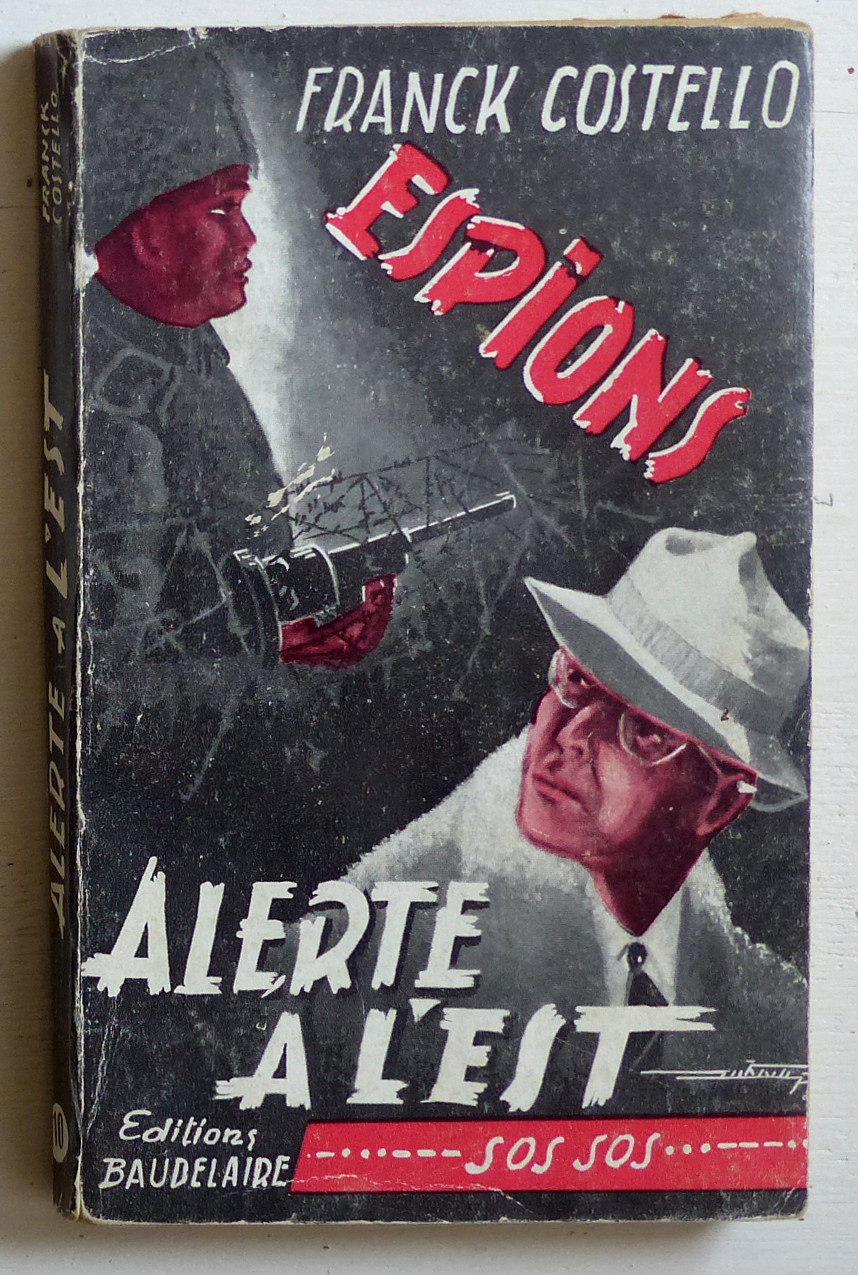 FRANCK COSTELLO
ESPIONS
ALERTE
A L'EST
Editions
BAUDELAIRE
SOS SOS
FRANCK
COSTELLO
ALERTE A L'EST
10